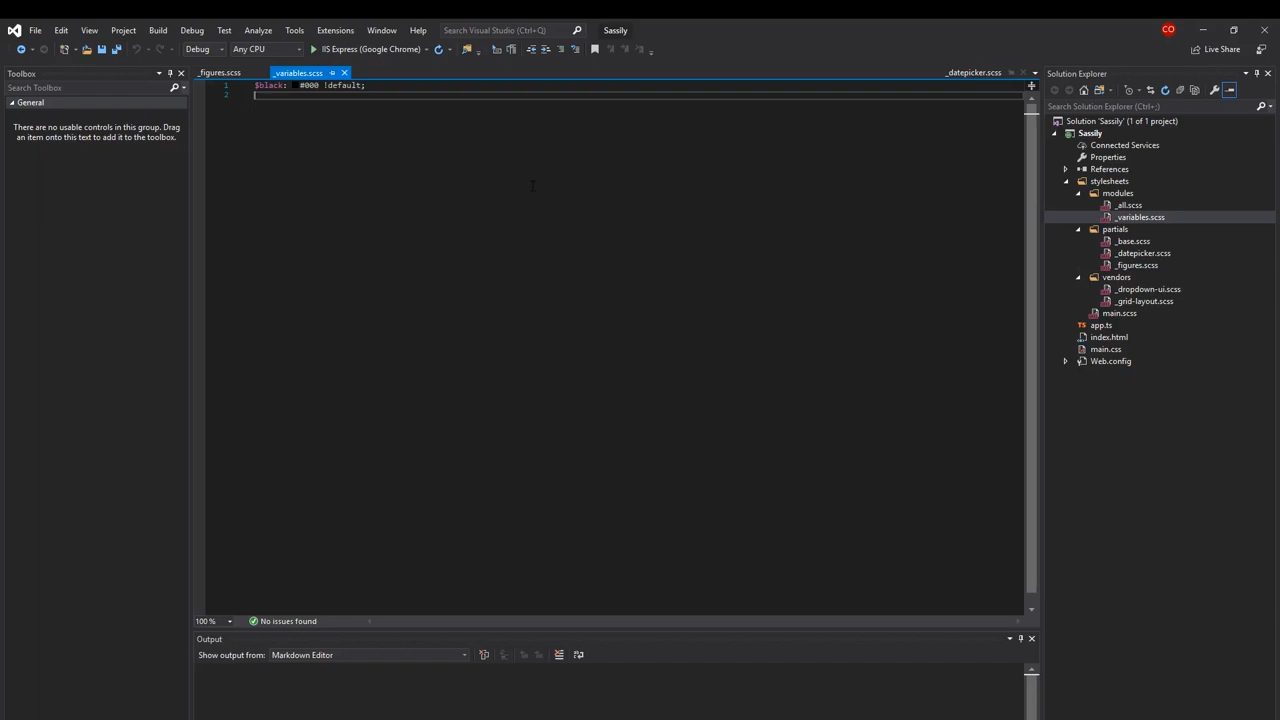 File Edit View Project Build Debug Test Analyze Tools Extensions Window Help Search Visual Studio (Ctrl+Q) Sassily CO
Debug Any CPU IIS Express (Google Chrome) Live Share
Toolbox
Search Toolbox
General
There are no usable controls in this group. Drag
an item onto this text to add it to the toolbox.
_figures.scss _variables.scss _datepicker.scss
1 $black: #000 !default;
2
100 % No issues found
Output
Show output from: Markdown Editor
Solution Explorer
Search Solution Explorer (Ctrl+;)
Solution 'Sassily' (1 of 1 project)
Sassily
Connected Services
Properties
References
stylesheets
modules
_all.scss
_variables.scss
partials
_base.scss
_datepicker.scss
_figures.scss
vendors
_dropdown-ui.scss
_grid-layout.scss
main.scss
TS app.ts
index.html
main.css
Web.config